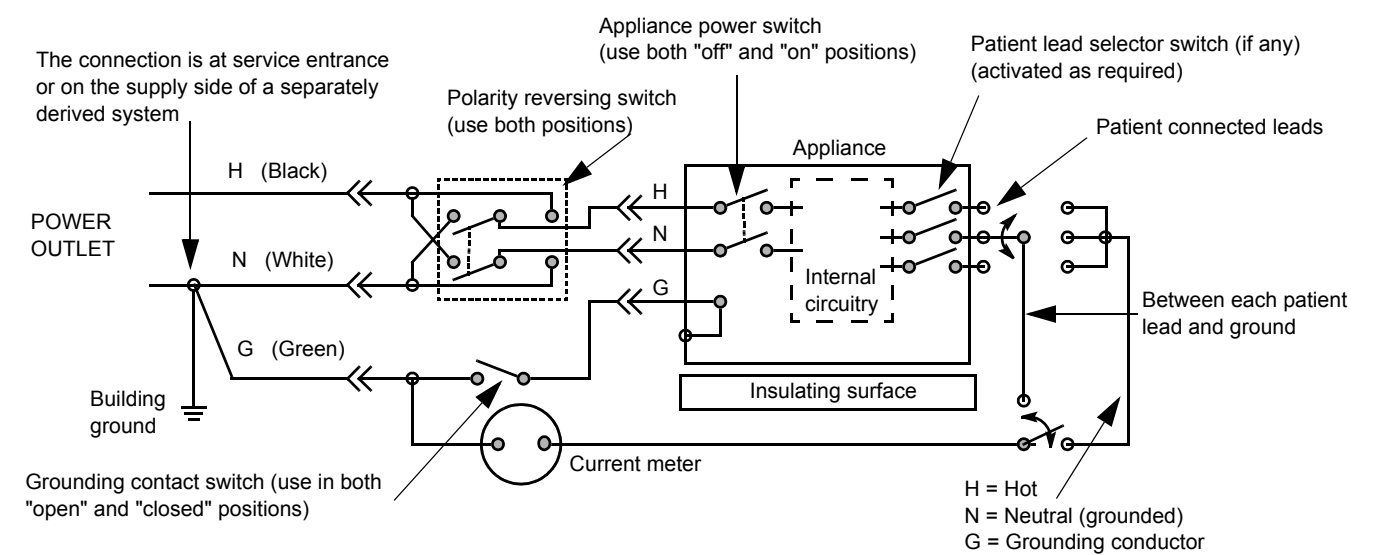 Appliance power switch
(use both "off" and "on" positions)
Patient lead selector switch (if any)
(activated as required)
The connection is at service entrance
or on the supply side of a separately
derived system
Polarity reversing switch
(use both positions)
Patient connected leads
Appliance
H (Black)
H
POWER
OUTLET
N
N (White)
Internal
circuitry
G
Between each patient
lead and ground
G (Green)
Insulating surface
Building
ground
Current meter
Grounding contact switch (use in both
"open" and "closed" positions)
H = Hot
N = Neutral (grounded)
G = Grounding conductor